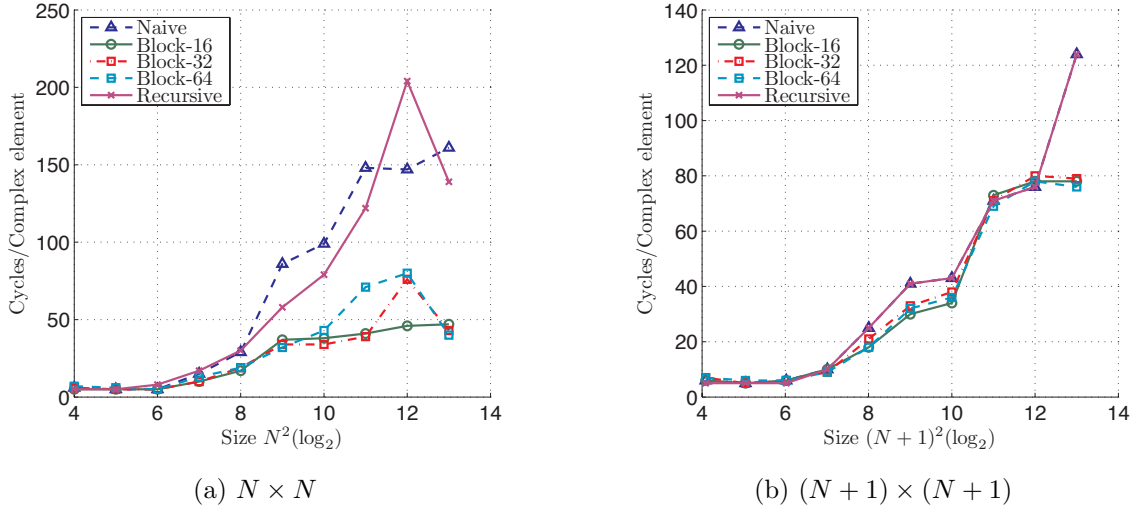 250
200
150
100
50
0
Cycles/Complex element
Naive
Block-16
Block-32
Block-64
Recursive
4 6 8 10 12 14
Size N²(log₂)
(a) N × N
140
120
100
80
60
40
20
0
Cycles/Complex element
Naive
Block-16
Block-32
Block-64
Recursive
4 6 8 10 12 14
Size (N + 1)²(log₂)
(b) (N + 1) × (N + 1)